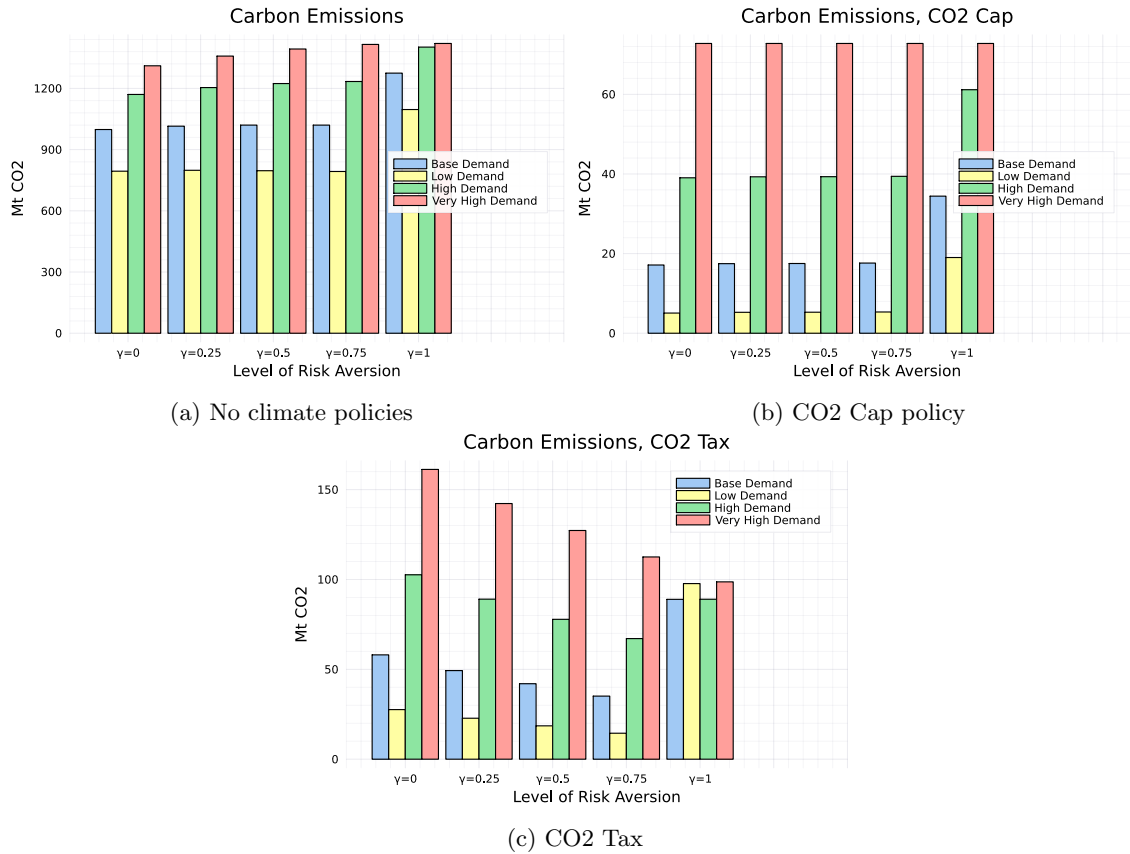 Carbon Emissions
Mt CO2
1200
900
600
300
0
Base Demand
Low Demand
High Demand
Very High Demand
γ=0 γ=0.25 γ=0.5 γ=0.75 γ=1
Level of Risk Aversion
(a) No climate policies
Carbon Emissions, CO2 Cap
Mt CO2
60
40
20
0
Base Demand
Low Demand
High Demand
Very High Demand
γ=0 γ=0.25 γ=0.5 γ=0.75 γ=1
Level of Risk Aversion
(b) CO2 Cap policy
Carbon Emissions, CO2 Tax
Mt CO2
150
100
50
0
Base Demand
Low Demand
High Demand
Very High Demand
γ=0 γ=0.25 γ=0.5 γ=0.75 γ=1
Level of Risk Aversion
(c) CO2 Tax